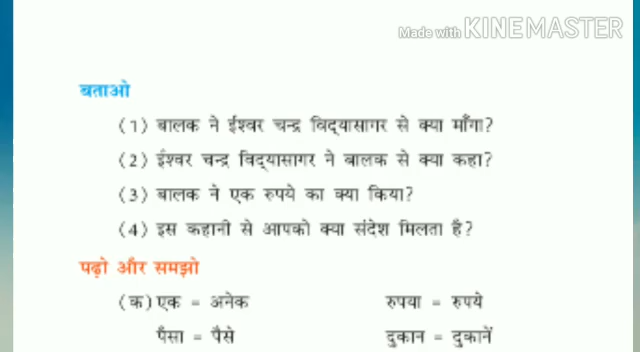 Made with KINEMASTER
बताओ
(1) बालक ने ईश्वर चन्द्र विद्‌यासागर से क्या माँगा?
(2) ईश्वर चन्द्र विद्‌यासागर ने बालक से क्या कहा?
(3) बालक ने एक रुपये का क्या किया?
(4) इस कहानी से आपको क्या संदेश मिलता है?
पढ़ो और समझो
(क) एक = अनेक रुपया = रुपये
पैसा = पैसे दुकान = दुकानें